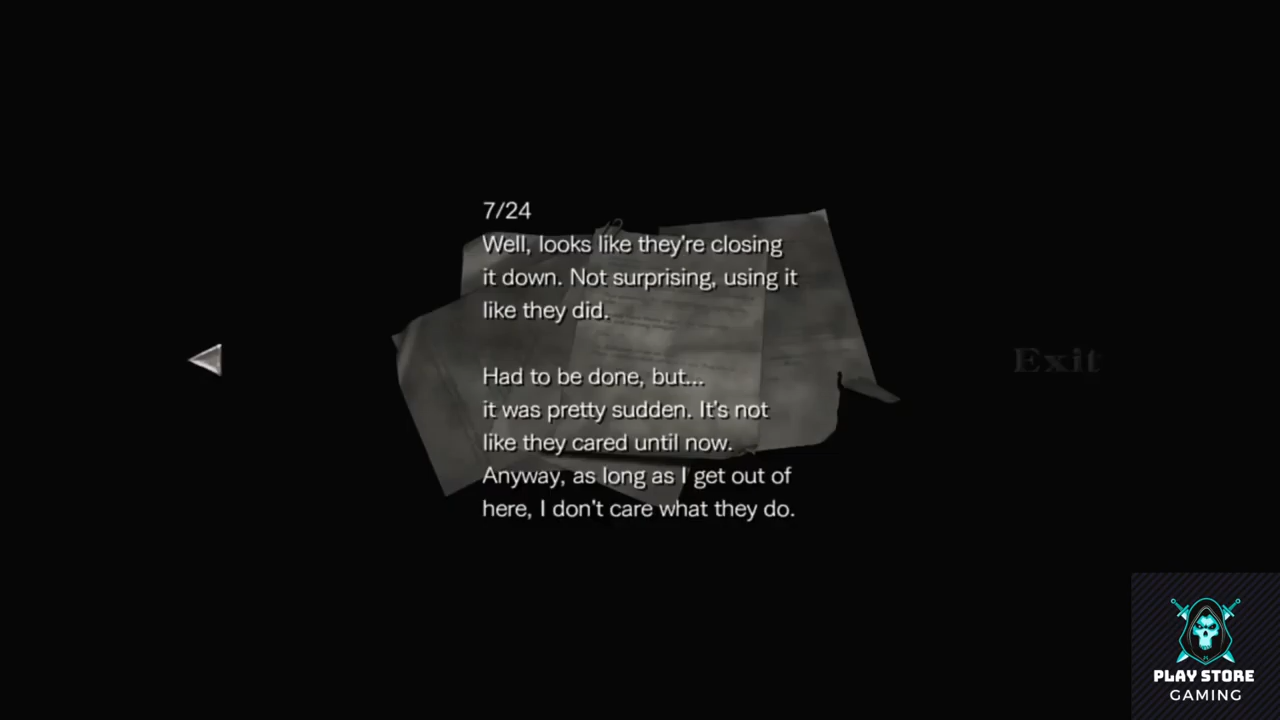 7/24
Well, looks like they're closing
it down. Not surprising, using it
like they did.
Had to be done, but...
it was pretty sudden. It's not
like they cared until now.
Anyway, as long as I get out of
here, I don't care what they do.
Exit
PLAY STORE
GAMING